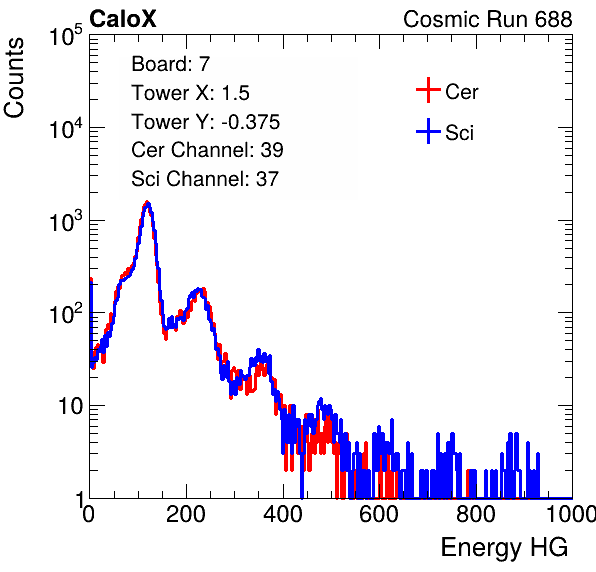 CaloX Cosmic Run 688
Counts
Board: 7
Tower X: 1.5
Tower Y: -0.375
Cer Channel: 39
Sci Channel: 37
Cer
Sci
10^5
10^4
10^3
10^2
10
1
0 200 400 600 800 1000
Energy HG